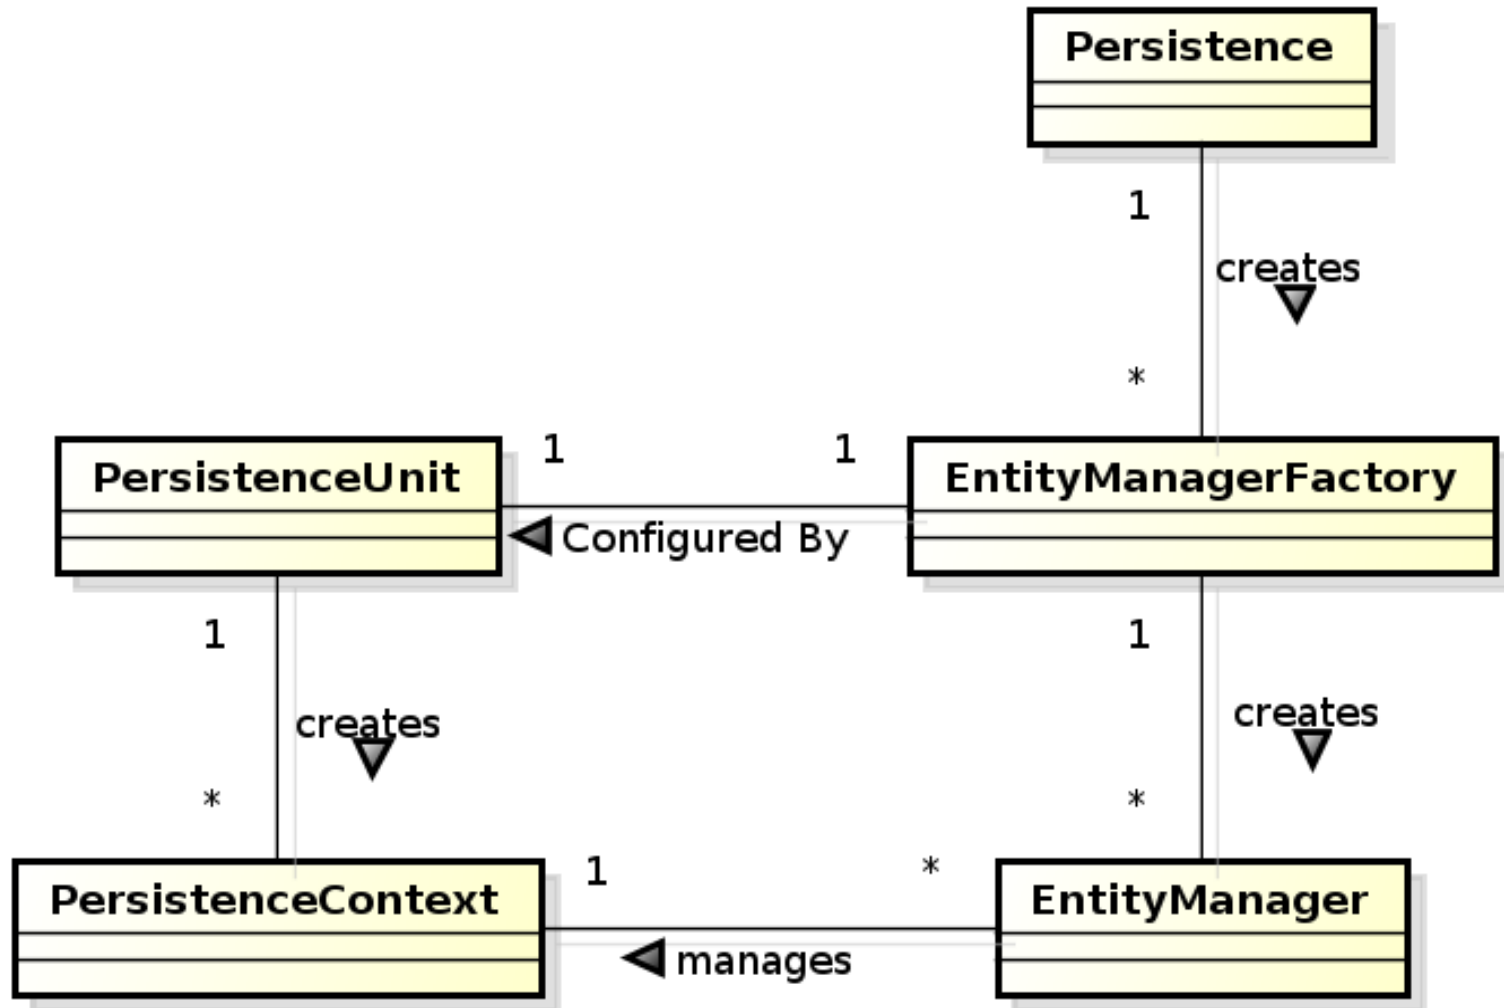 Persistence
1
creates
*
PersistenceUnit
1
1
EntityManagerFactory
Configured By
1
creates
*
1
creates
*
PersistenceContext
1
*
EntityManager
manages